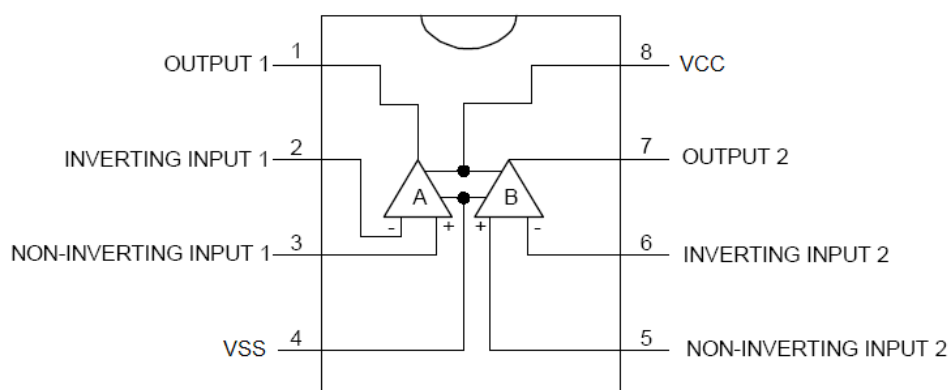 OUTPUT 1 1 8 VCC
INVERTING INPUT 1 2 7 OUTPUT 2
A B
- + + -
NON-INVERTING INPUT 1 3 6 INVERTING INPUT 2
VSS 4 5 NON-INVERTING INPUT 2